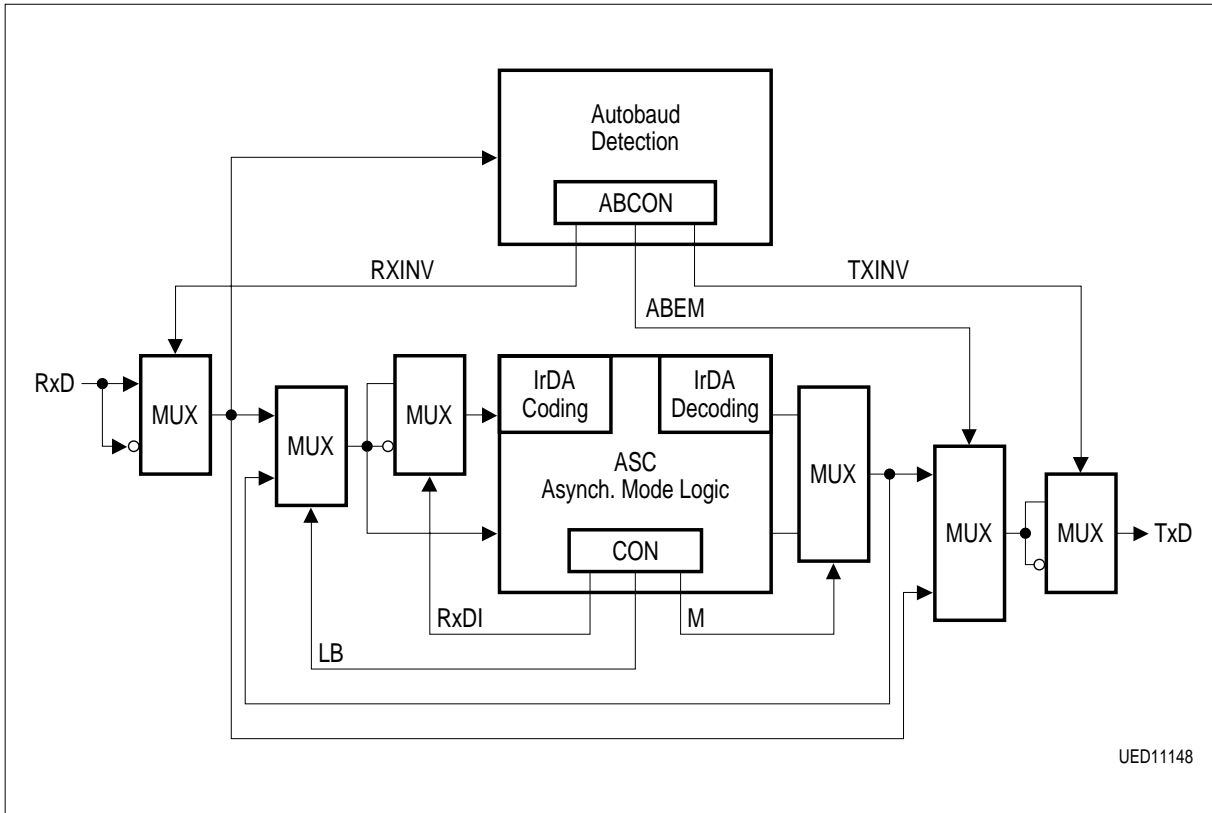 Autobaud
Detection
ABCON
RXINV
TXINV
ABEM
RxD
MUX
MUX
MUX
IrDA
Coding
IrDA
Decoding
ASC
Asynch. Mode Logic
CON
MUX
MUX
MUX
TxD
RxDI
M
LB
UED11148